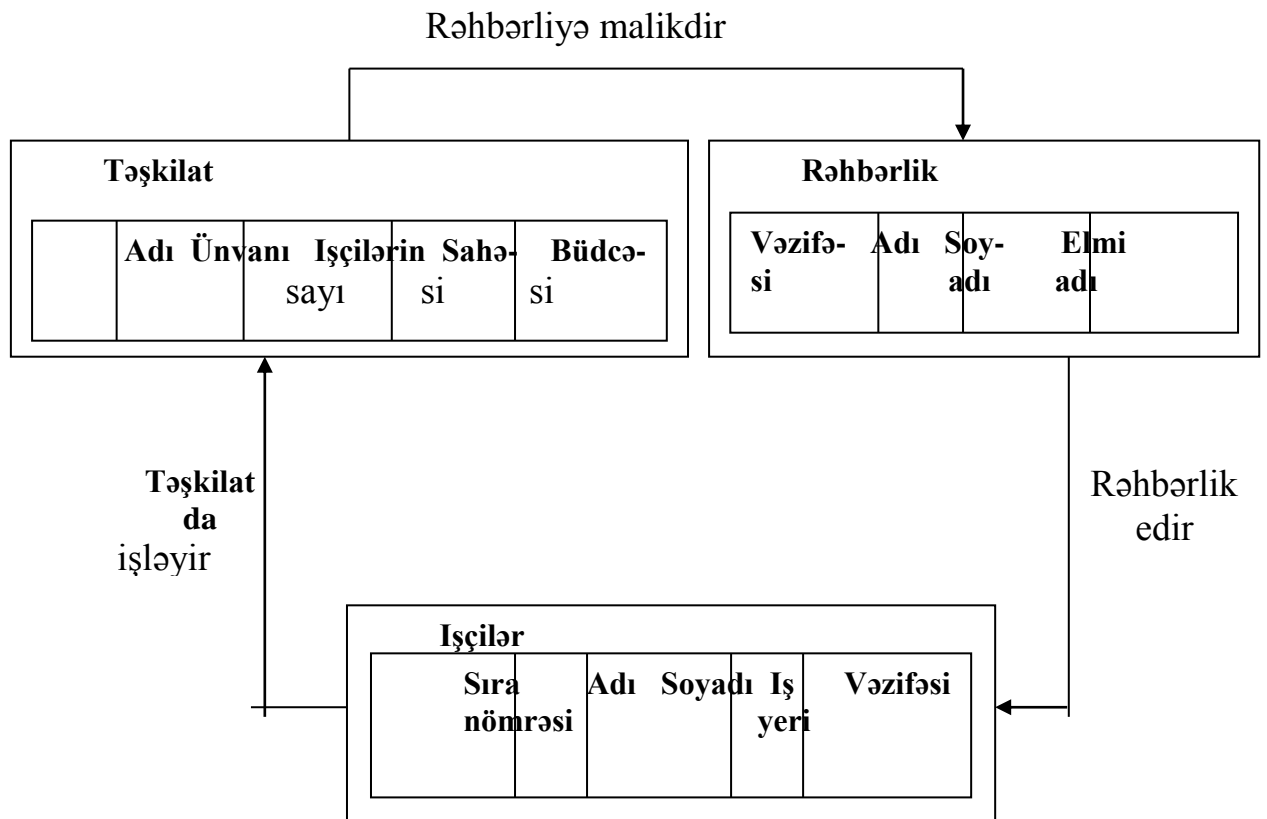 Rəhbərliyə malikdir
Təşkilat
Adı Ünvanı Işçilərin Sahə- Büdcə-
sayı si si
Rəhbərlik
Vəzifə- Adı Soy- Elmi
si adı adı
Təşkilat
da
işləyir
Rəhbərlik
edir
Işçilər
Sıra Adı Soyadı Iş Vəzifəsi
nömrəsi yeri